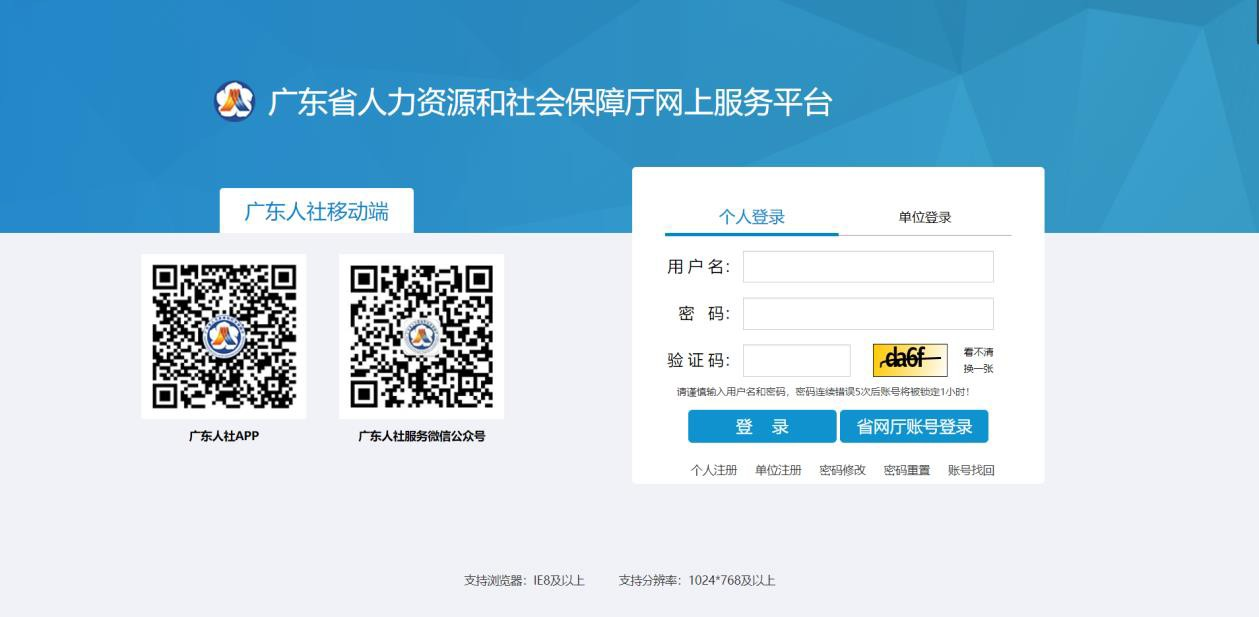 广东省人力资源和社会保障厅网上服务平台
广东人社移动端
广东人社APP
广东人社服务微信公众号
个人登录 单位登录
用户名：
密 码：
验证码： da6f 看不清
换一张
请谨慎输入用户名和密码，密码连续错误5次后账号将被锁定1小时！
登 录 省网厅账号登录
个人注册 单位注册 密码修改 密码重置 账号找回
支持浏览器：IE8及以上 支持分辨率：1024*768及以上